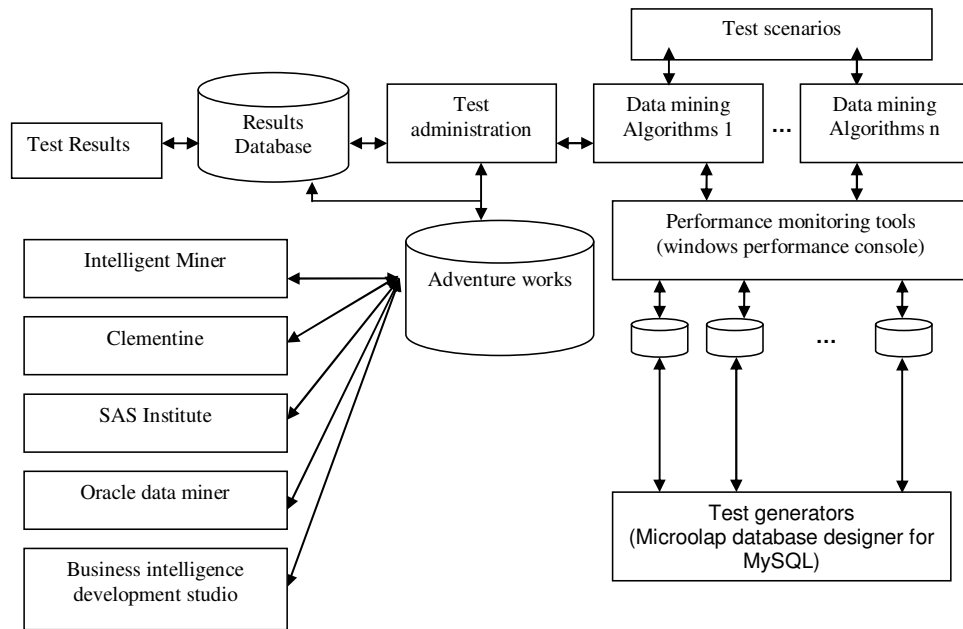 Test scenarios
Test Results
Results
Database
Test
administration
Data mining
Algorithms 1
...
Data mining
Algorithms n
Performance monitoring tools
(windows performance console)
Intelligent Miner
Clementine
SAS Institute
Oracle data miner
Business intelligence
development studio
Adventure works
...
Test generators
(Microolap database designer for
MySQL)